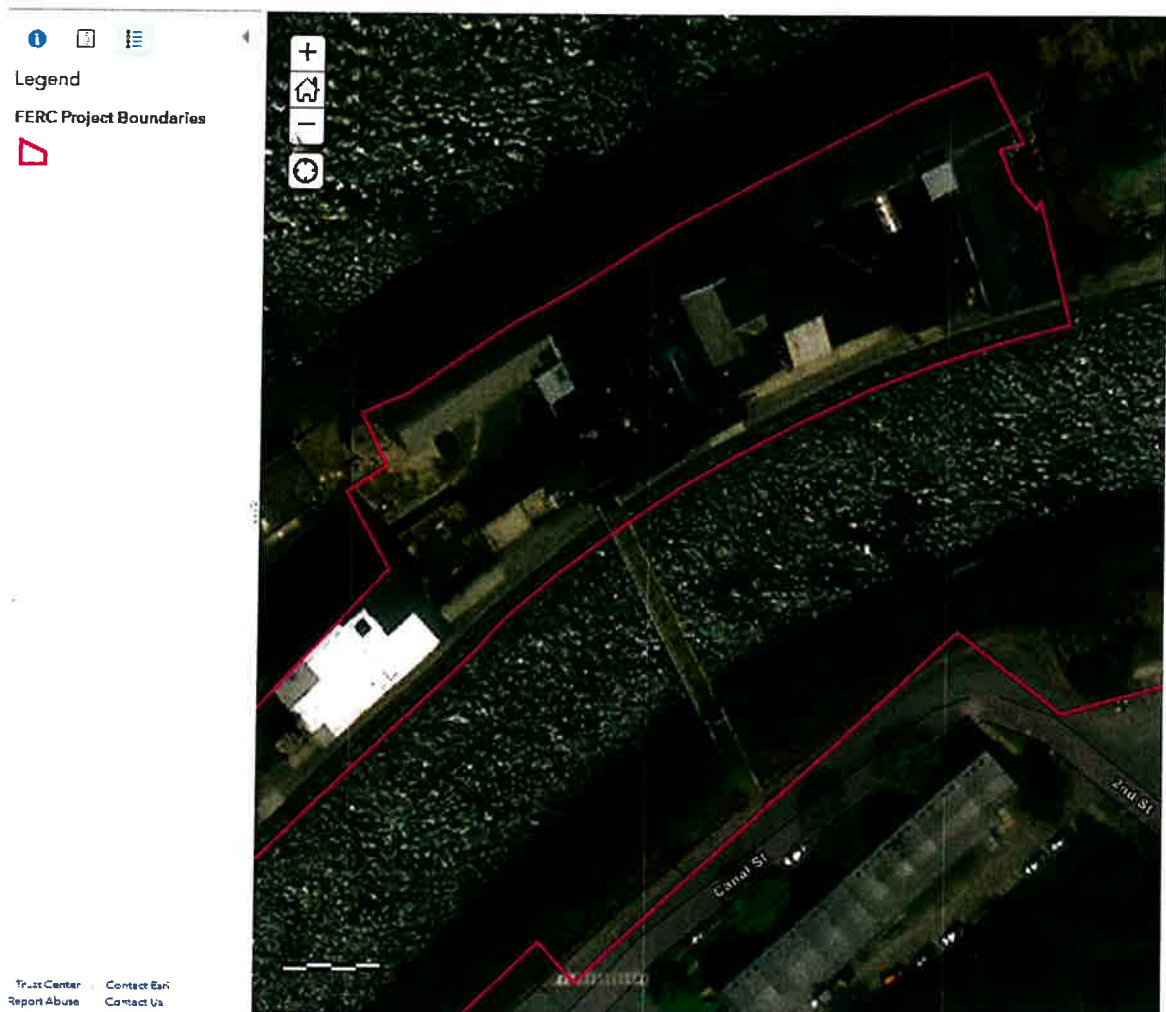 Legend
FERC Project Boundaries
+
−
2nd St
Canal St
Trust Center Contact Esri
Report Abuse Contact Us